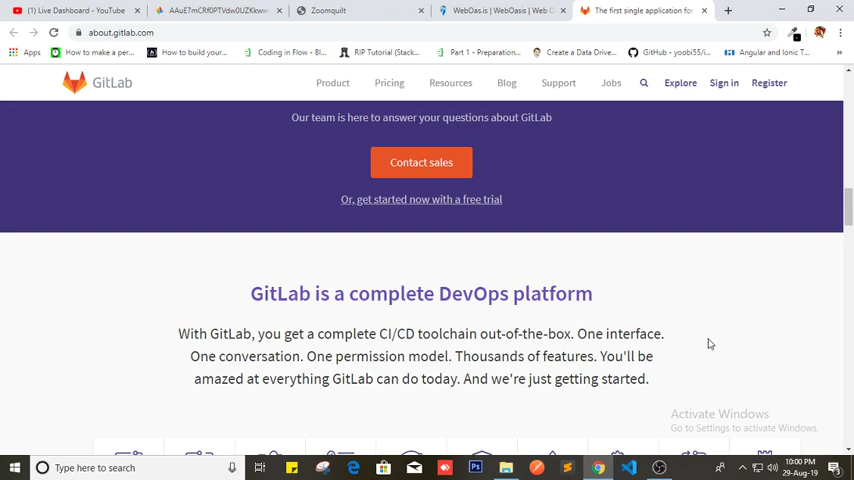 (1) Live Dashboard - YouTube
AAuE7mCRf0PTVdw0UZKkww
Zoomquilt
WebOas.is | WebOasis | Web O
The first single application for
about.gitlab.com
Apps
How to make a pare...
How to build your...
Coding in Flow - Bl...
RIP Tutorial (Stack...
Part 1 - Preparation...
Create a Data Drive...
GitHub - yoobi55/u...
Angular and Ionic T...
GitLab
Product
Pricing
Resources
Blog
Support
Jobs
Explore
Sign in
Register
Our team is here to answer your questions about GitLab
Contact sales
Or, get started now with a free trial
GitLab is a complete DevOps platform
With GitLab, you get a complete CI/CD toolchain out-of-the-box. One interface.
One conversation. One permission model. Thousands of features. You'll be
amazed at everything GitLab can do today. And we're just getting started.
Activate Windows
Go to Settings to activate Windows.
Type here to search
10:00 PM
29-Aug-19